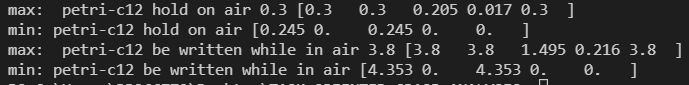 max:  petri-c12 hold on air 0.3 [0.3   0.3   0.205 0.017 0.3  ]
min: petri-c12 hold on air [0.245 0.    0.245 0.    0.   ]
max:  petri-c12 be written while in air 3.8 [3.8   3.8   1.495 0.216 3.8  ]
min: petri-c12 be written while in air [4.353 0.    4.353 0.    0.   ]